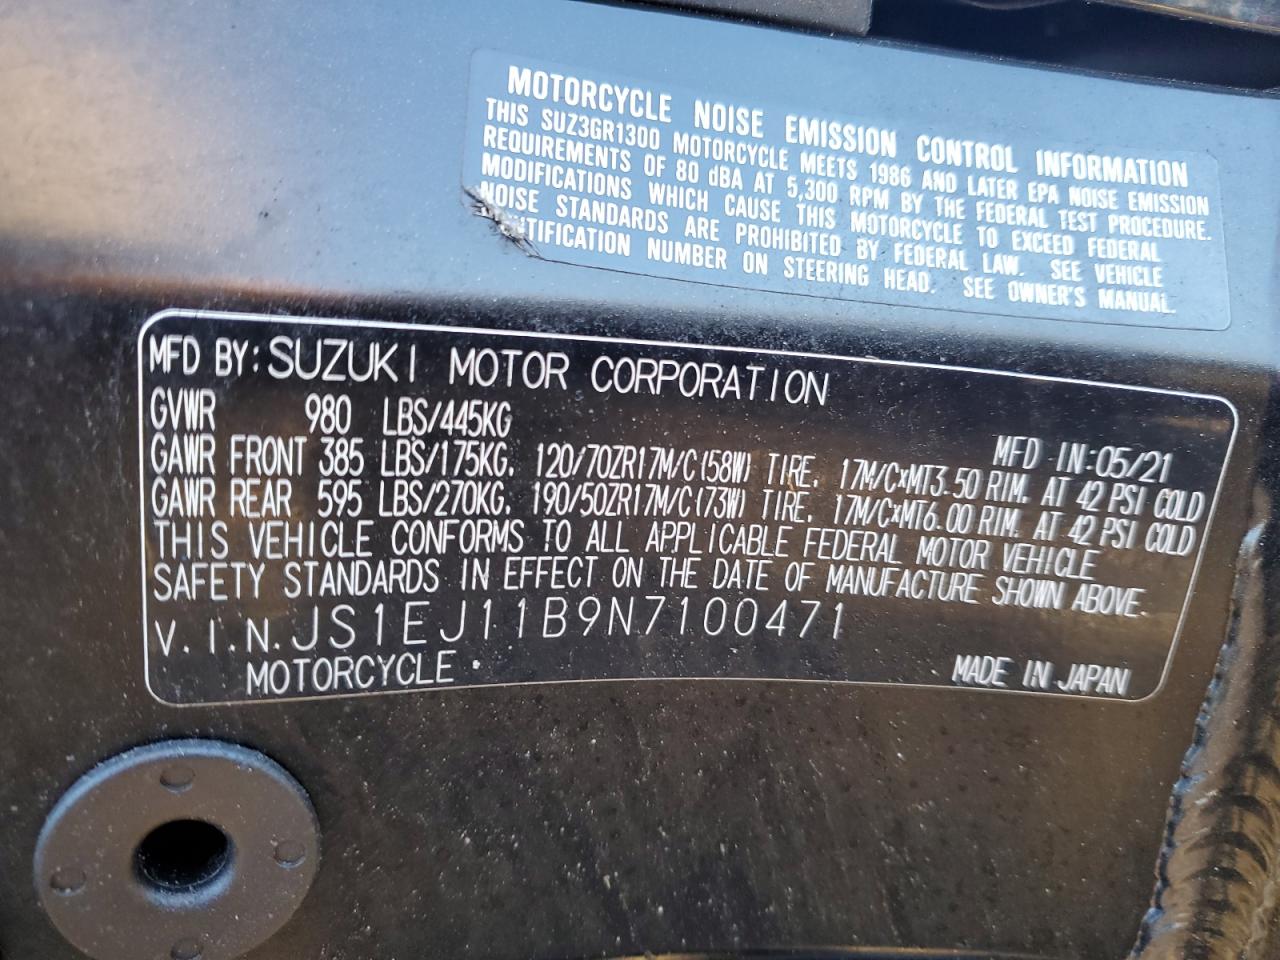 MOTORCYCLE NOISE EMISSION CONTROL INFORMATION
THIS SUZ3GR1300 MOTORCYCLE MEETS 1986 AND LATER EPA NOISE EMISSION
REQUIREMENTS OF 80 dBA AT 5,300 RPM BY THE FEDERAL TEST PROCEDURE.
MODIFICATIONS WHICH CAUSE THIS MOTORCYCLE TO EXCEED FEDERAL
NOISE STANDARDS ARE PROHIBITED BY FEDERAL LAW. SEE VEHICLE
NTIFICATION NUMBER ON STEERING HEAD. SEE OWNER'S MANUAL.
MFD BY: SUZUKI MOTOR CORPORATION
GVWR 980 LBS/445KG MFD IN:05/21
GAWR FRONT 385 LBS/175KG. 120/70ZR17M/C(58W) TIRE. 17M/C×MT3.50 RIM. AT 42 PSI COLD
GAWR REAR 595 LBS/270KG. 190/50ZR17M/C(73W) TIRE. 17M/C×MT6.00 RIM. AT 42 PSI COLD
THIS VEHICLE CONFORMS TO ALL APPLICABLE FEDERAL MOTOR VEHICLE
SAFETY STANDARDS IN EFFECT ON THE DATE OF MANUFACTURE SHOWN ABOVE.
V.I.N. JS1EJ11B9N7100471
MOTORCYCLE MADE IN JAPAN